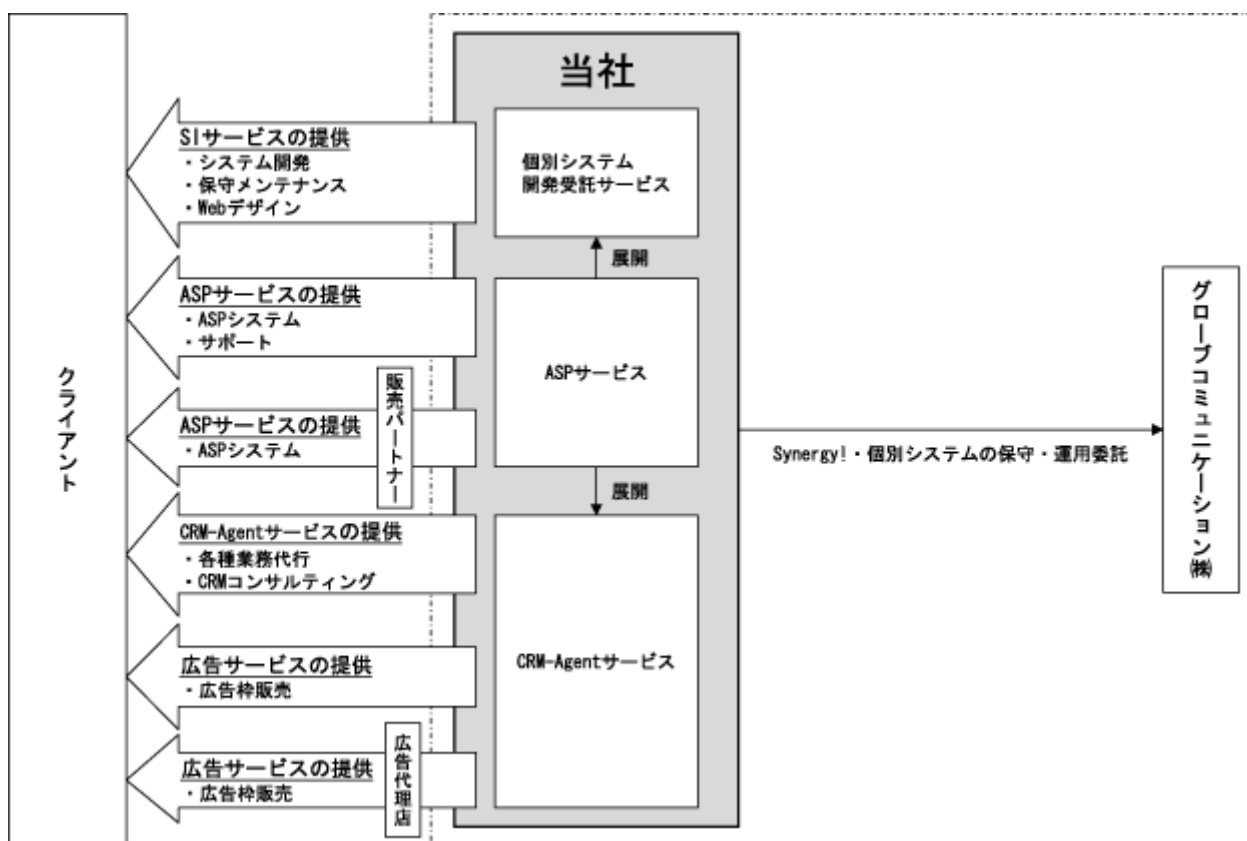 当社
クライアント
SIサービスの提供
・システム開発
・保守メンテナンス
・Webデザイン
個別システム
開発受託サービス
展開
ASPサービスの提供
・ASPシステム
・サポート
ASPサービス
販売パートナー
ASPサービスの提供
・ASPシステム
Synergy!・個別システムの保守・運用委託
グローブコミュニケーション㈱
展開
CRM-Agentサービスの提供
・各種業務代行
・CRMコンサルティング
CRM-Agentサービス
広告サービスの提供
・広告枠販売
広告代理店
広告サービスの提供
・広告枠販売